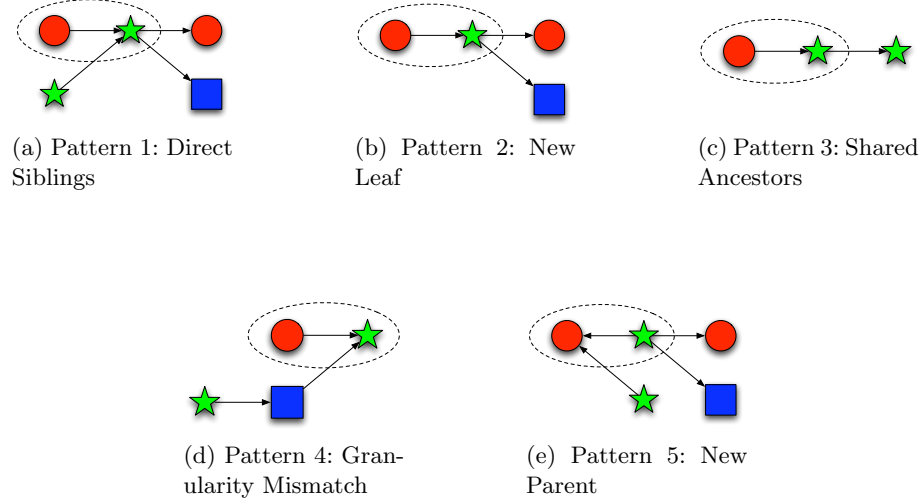 (a) Pattern 1: Direct
Siblings
(b) Pattern 2: New
Leaf
(c) Pattern 3: Shared
Ancestors
(d) Pattern 4: Gran-
ularity Mismatch
(e) Pattern 5: New
Parent